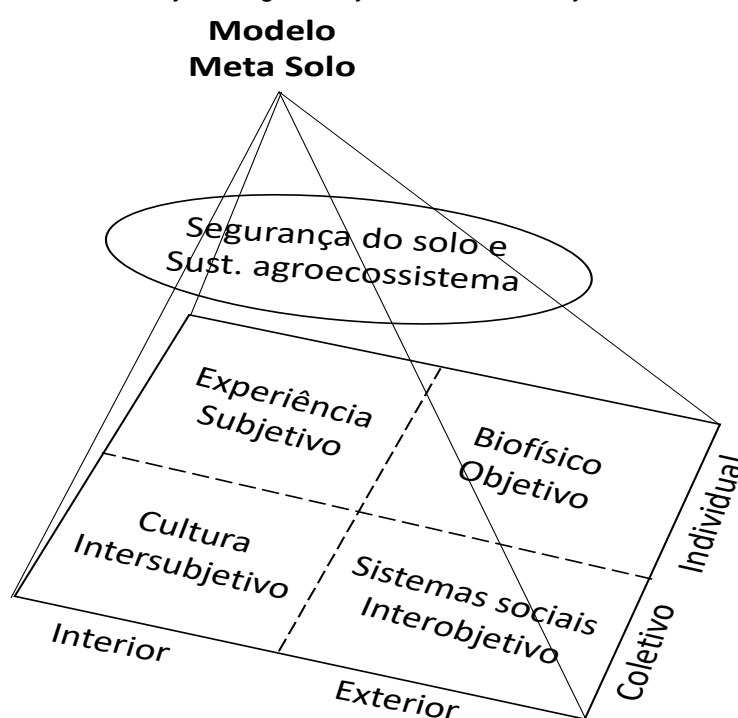 Modelo
Meta Solo
Segurança do solo e
Sust. agroecossistema
Experiência
Subjetivo
Biofísico
Objetivo
Cultura
Intersubjetivo
Sistemas sociais
Interobjetivo
Individual
Coletivo
Interior
Exterior